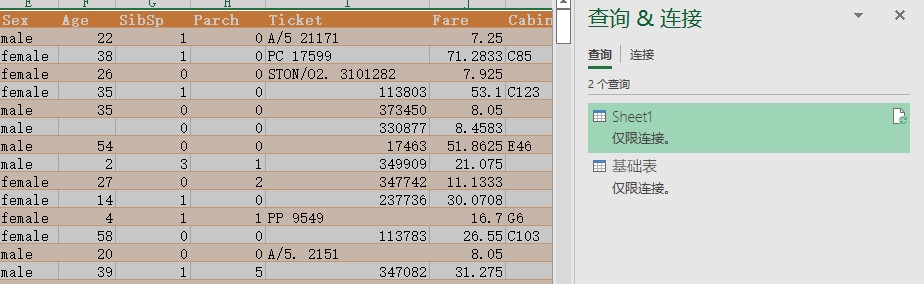 E F G H I J
Sex Age SibSp Parch Ticket Fare Cabin
male 22 1 0 A/5 21171 7.25
female 38 1 0 PC 17599 71.2833 C85
female 26 0 0 STON/O2. 3101282 7.925
female 35 1 0 113803 53.1 C123
male 35 0 0 373450 8.05
male 0 0 330877 8.4583
male 54 0 0 17463 51.8625 E46
male 2 3 1 349909 21.075
female 27 0 2 347742 11.1333
female 14 1 0 237736 30.0708
female 4 1 1 PP 9549 16.7 G6
female 58 0 0 113783 26.55 C103
male 20 0 0 A/5. 2151 8.05
male 39 1 5 347082 31.275
查询 & 连接
查询 | 连接
2 个查询
Sheet1
仅限连接。
基础表
仅限连接。